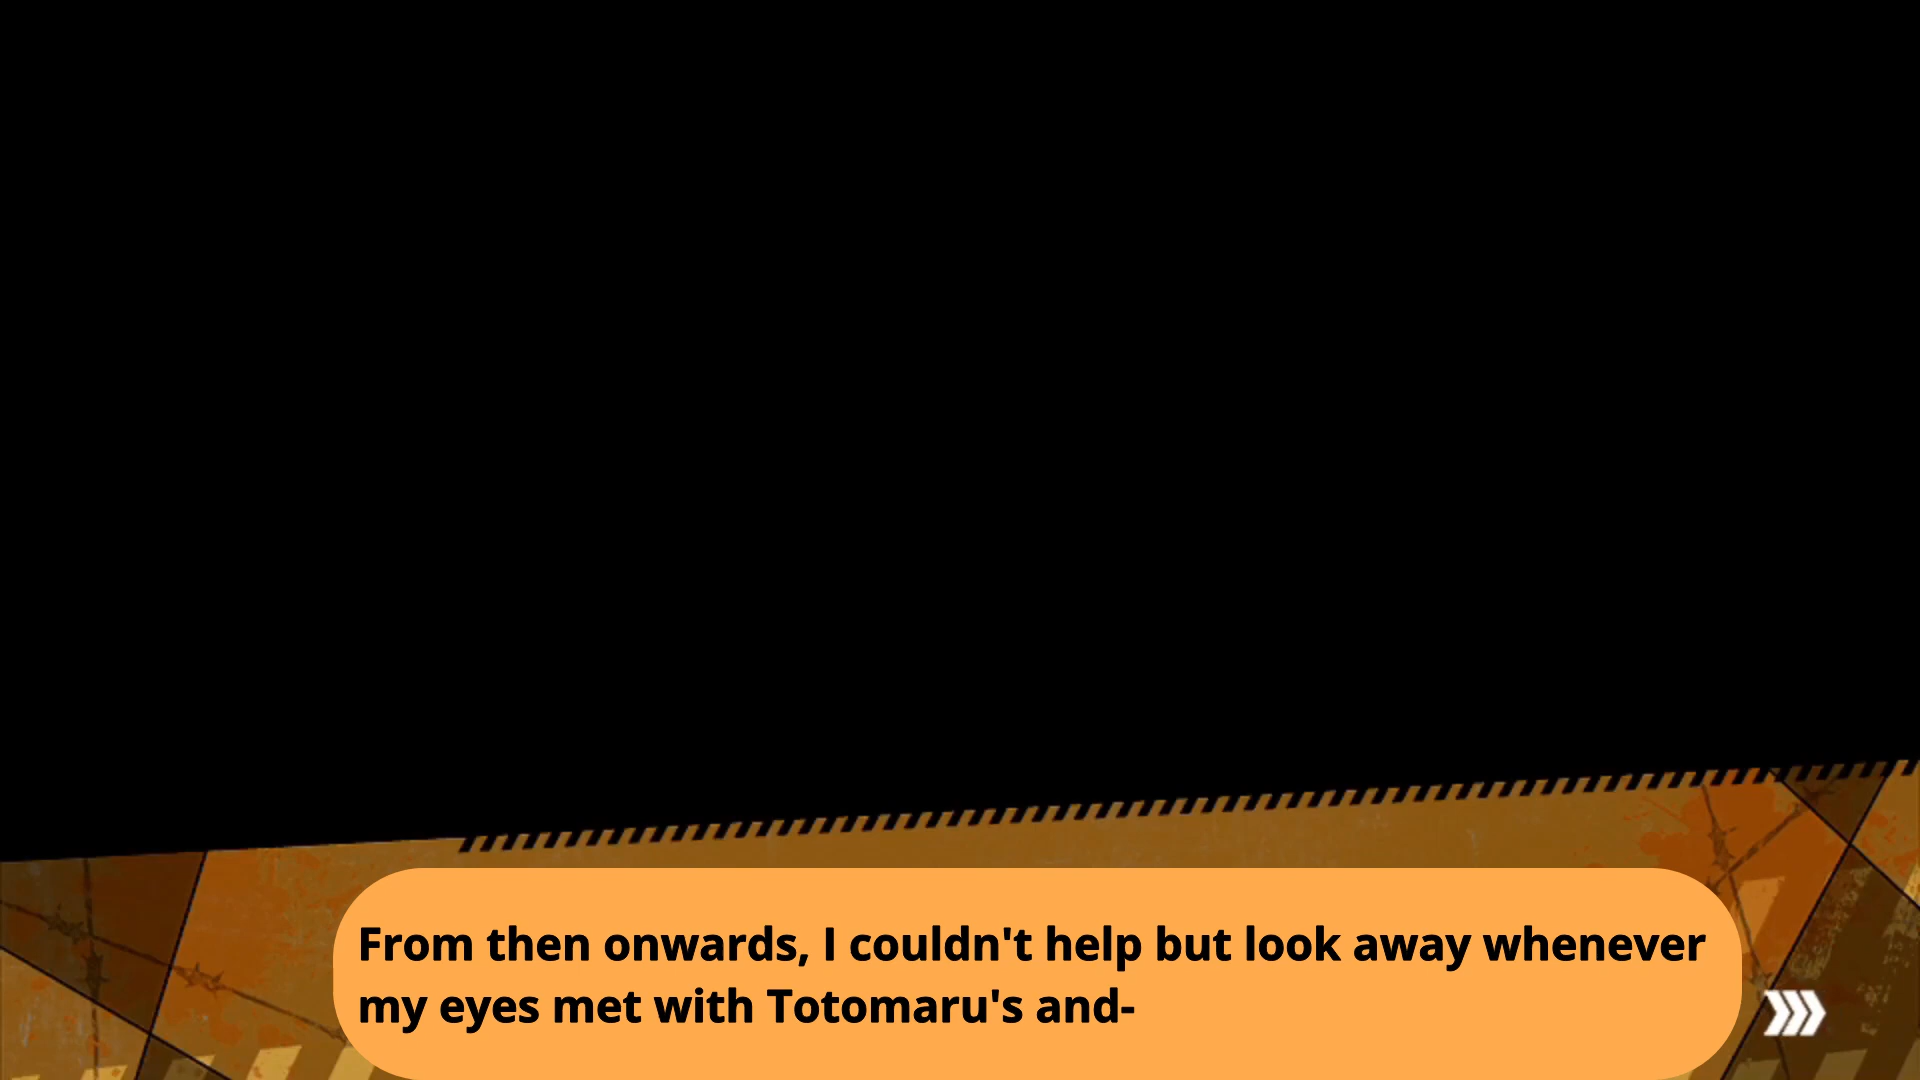 From then onwards, I couldn't help but look away whenever
my eyes met with Totomaru's and-